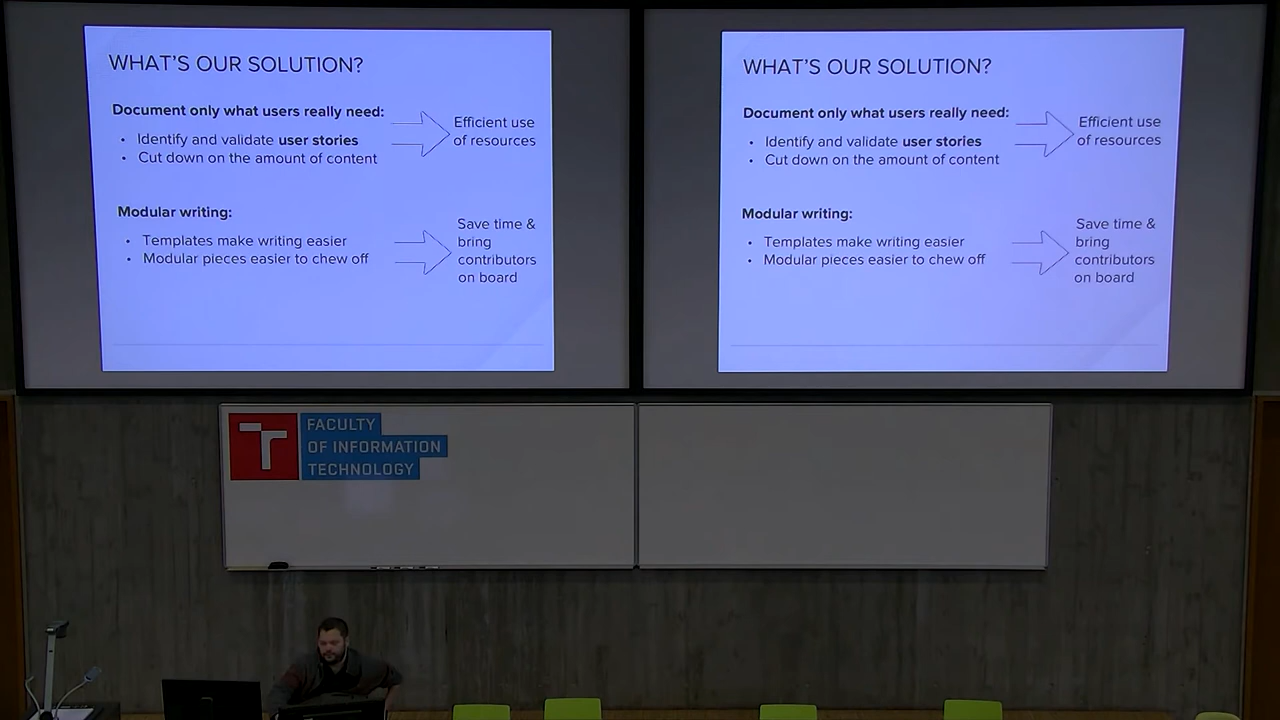 WHAT'S OUR SOLUTION?
Document only what users really need:
• Identify and validate user stories
• Cut down on the amount of content
Efficient use
of resources
Modular writing:
• Templates make writing easier
• Modular pieces easier to chew off
Save time &
bring
contributors
on board
WHAT'S OUR SOLUTION?
Document only what users really need:
• Identify and validate user stories
• Cut down on the amount of content
Efficient use
of resources
Modular writing:
• Templates make writing easier
• Modular pieces easier to chew off
Save time &
bring
contributors
on board
T
FACULTY
OF INFORMATION
TECHNOLOGY